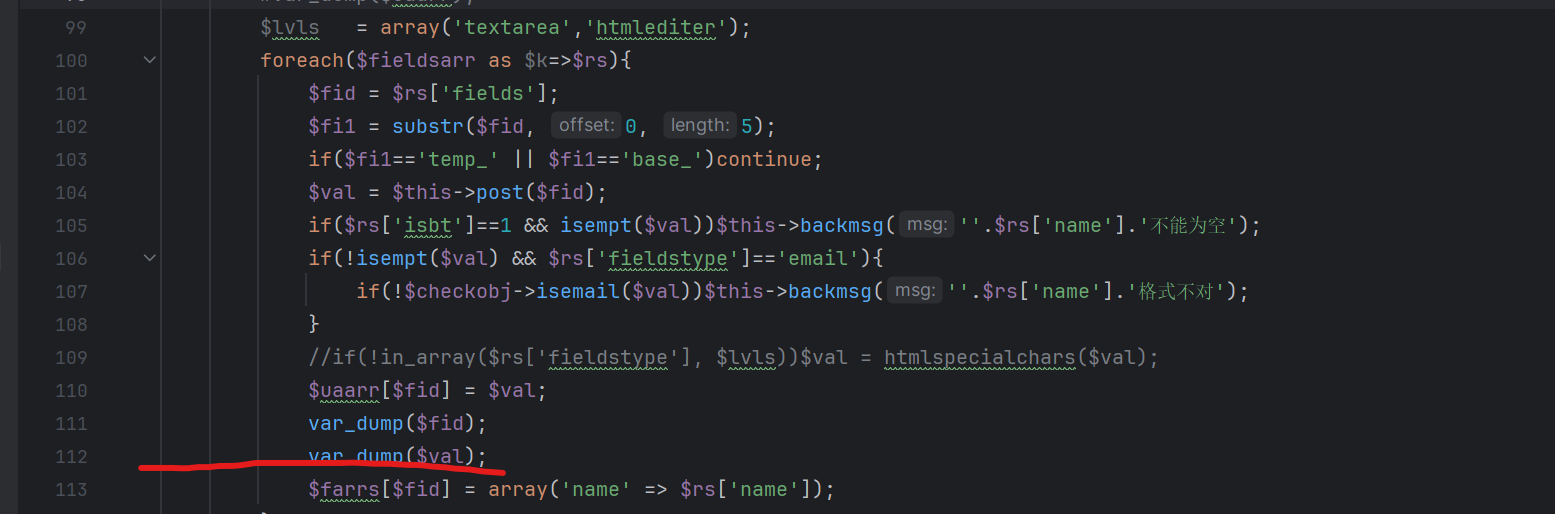 99 $lvls   = array('textarea','htmlediter');
100 foreach($fieldsarr as $k=>$rs){
101 $fid = $rs['fields'];
102 $fi1 = substr($fid, offset: 0, length: 5);
103 if($fi1=='temp_' || $fi1=='base_')continue;
104 $val = $this->post($fid);
105 if($rs['isbt']==1 && isempt($val))$this->backmsg( msg: ''.$rs['name'].'不能为空');
106 if(!isempt($val) && $rs['fieldstype']=='email'){
107 if(!$checkobj->isemail($val))$this->backmsg( msg: ''.$rs['name'].'格式不对');
108 }
109 //if(!in_array($rs['fieldstype'], $lvls))$val = htmlspecialchars($val);
110 $uaarr[$fid] = $val;
111 var_dump($fid);
112 var_dump($val);
113 $farrs[$fid] = array('name' => $rs['name']);